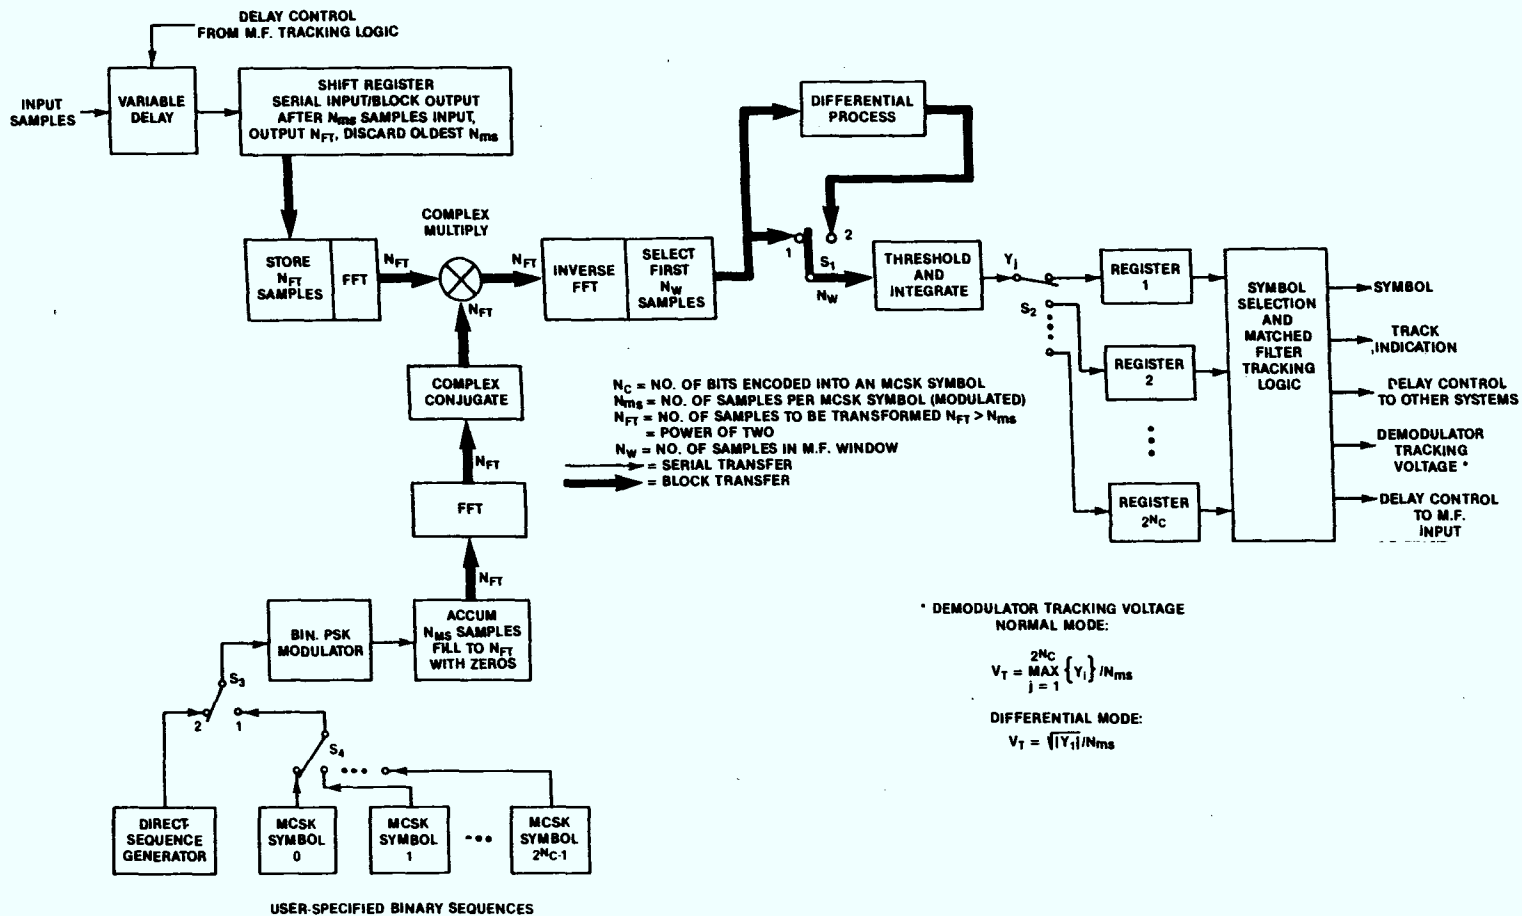 DELAY CONTROL
FROM M.F. TRACKING LOGIC
INPUT
SAMPLES
VARIABLE
DELAY
SHIFT REGISTER
SERIAL INPUT/BLOCK OUTPUT
AFTER Nms SAMPLES INPUT,
OUTPUT NFT, DISCARD OLDEST Nms
DIFFERENTIAL
PROCESS
COMPLEX
MULTIPLY
STORE
NFT
SAMPLES
FFT
NFT
NFT
NFT
INVERSE
FFT
SELECT
FIRST
NW
SAMPLES
1
2
S1
NW
THRESHOLD
AND
INTEGRATE
Yj
S2
REGISTER
1
REGISTER
2
REGISTER
2NC
SYMBOL
SELECTION
AND
MATCHED
FILTER
TRACKING
LOGIC
SYMBOL
TRACK
INDICATION
DELAY CONTROL
TO OTHER SYSTEMS
DEMODULATOR
TRACKING
VOLTAGE *
DELAY CONTROL
TO M.F.
INPUT
COMPLEX
CONJUGATE
NFT
FFT
NFT
NC = NO. OF BITS ENCODED INTO AN MCSK SYMBOL
Nms = NO. OF SAMPLES PER MCSK SYMBOL (MODULATED)
NFT = NO. OF SAMPLES TO BE TRANSFORMED NFT > Nms
= POWER OF TWO
NW = NO. OF SAMPLES IN M.F. WINDOW
= SERIAL TRANSFER
= BLOCK TRANSFER
BIN. PSK
MODULATOR
ACCUM
NMS SAMPLES
FILL TO NFT
WITH ZEROS
S3
2
1
S4
DIRECT-
SEQUENCE
GENERATOR
MCSK
SYMBOL
0
MCSK
SYMBOL
1
MCSK
SYMBOL
2NC-1
USER-SPECIFIED BINARY SEQUENCES
* DEMODULATOR TRACKING VOLTAGE
NORMAL MODE:
2NC
VT = MAX {Yj}/Nms
j = 1
DIFFERENTIAL MODE:
VT = √|Y1|/Nms